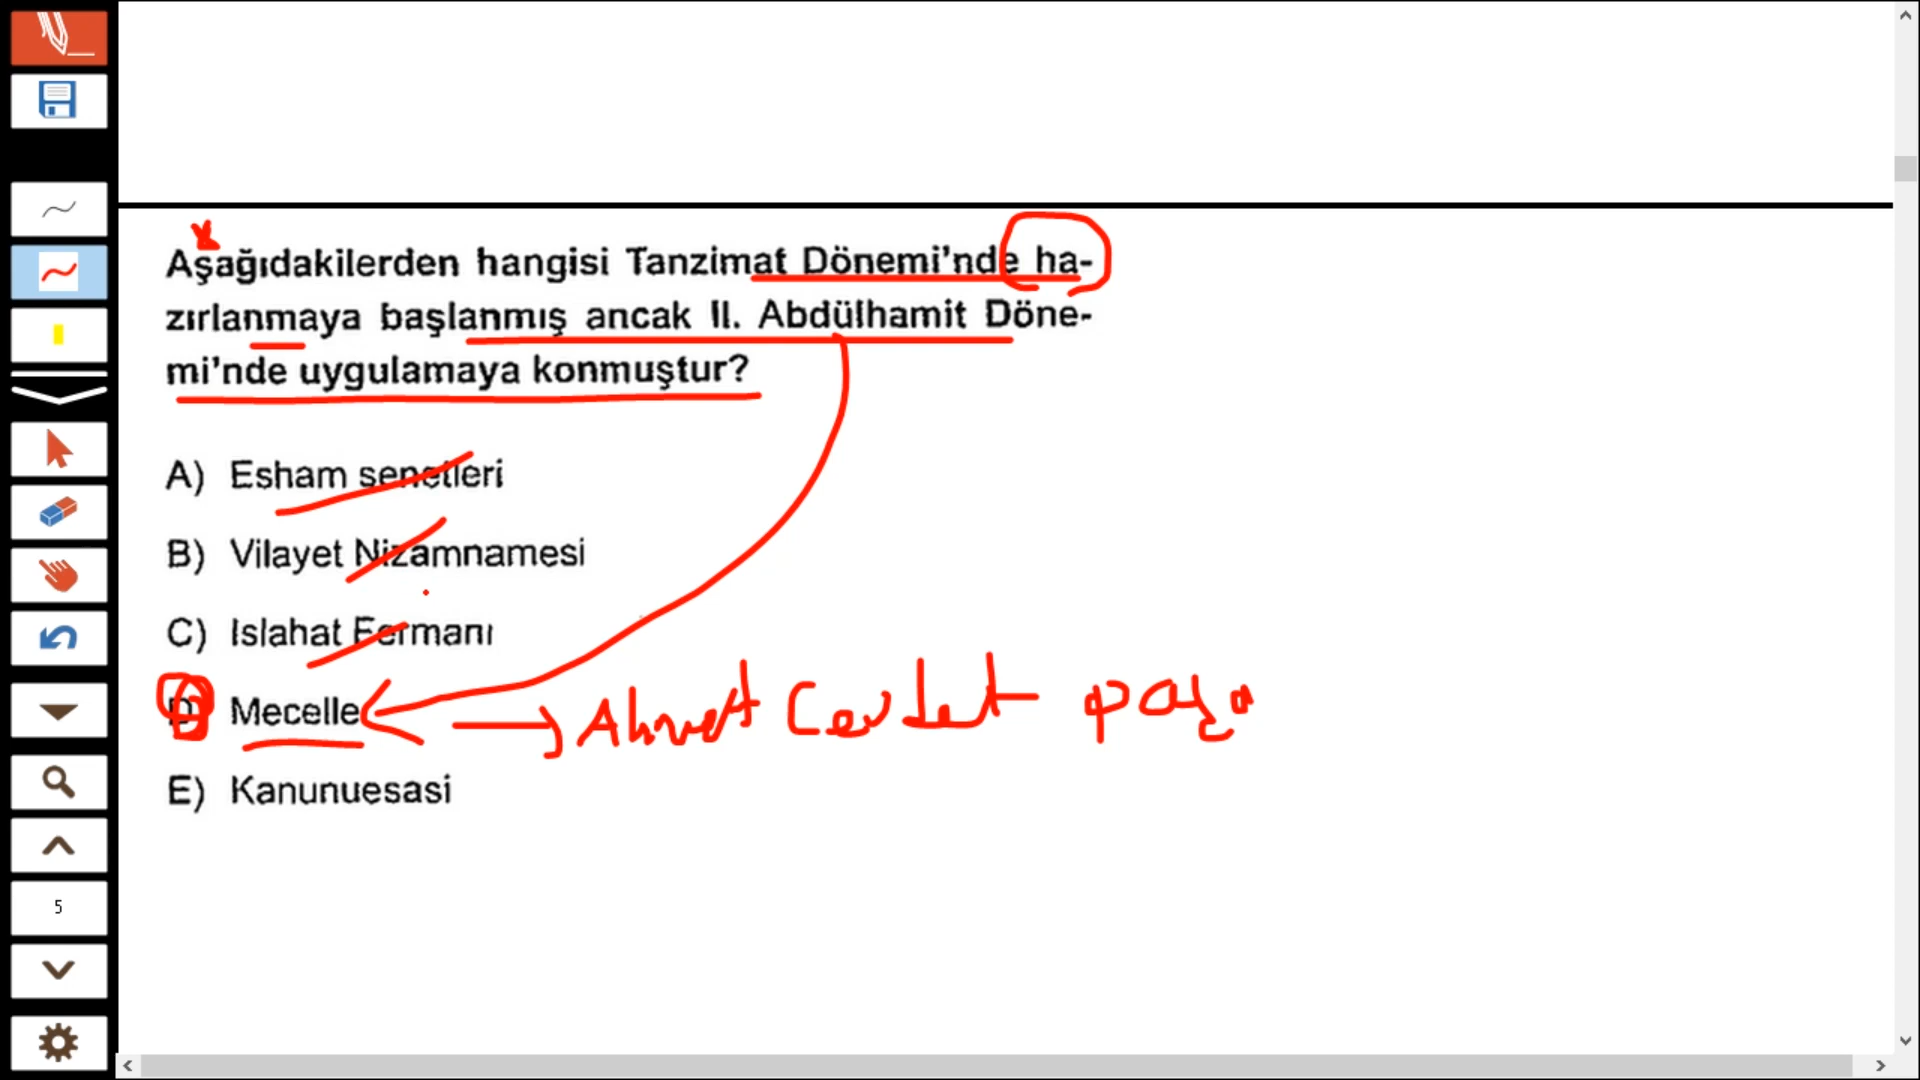 Aşağıdakilerden hangisi Tanzimat Dönemi'nde ha-
zırlanmaya başlanmış ancak II. Abdülhamit Döne-
mi'nde uygulamaya konmuştur?
A) Esham senetleri
B) Vilayet Nizamnamesi
C) Islahat Fermanı
D) Mecelle → Ahmet Cevdet paşa
E) Kanunuesasi
5